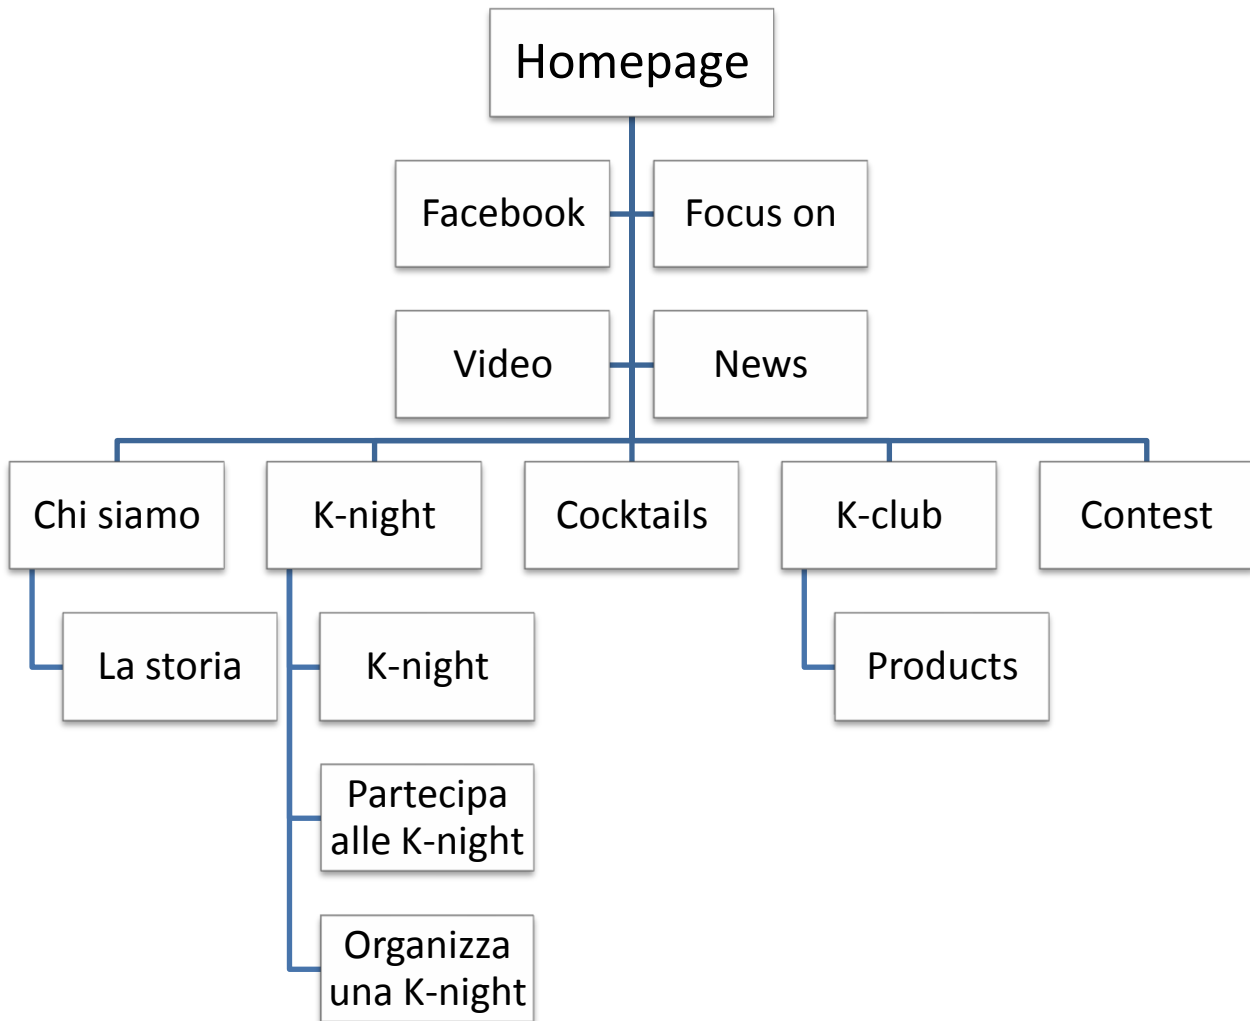 Homepage
Facebook
Focus on
Video
News
Chi siamo
K-night
Cocktails
K-club
Contest
La storia
K-night
Products
Partecipa
alle K-night
Organizza
una K-night